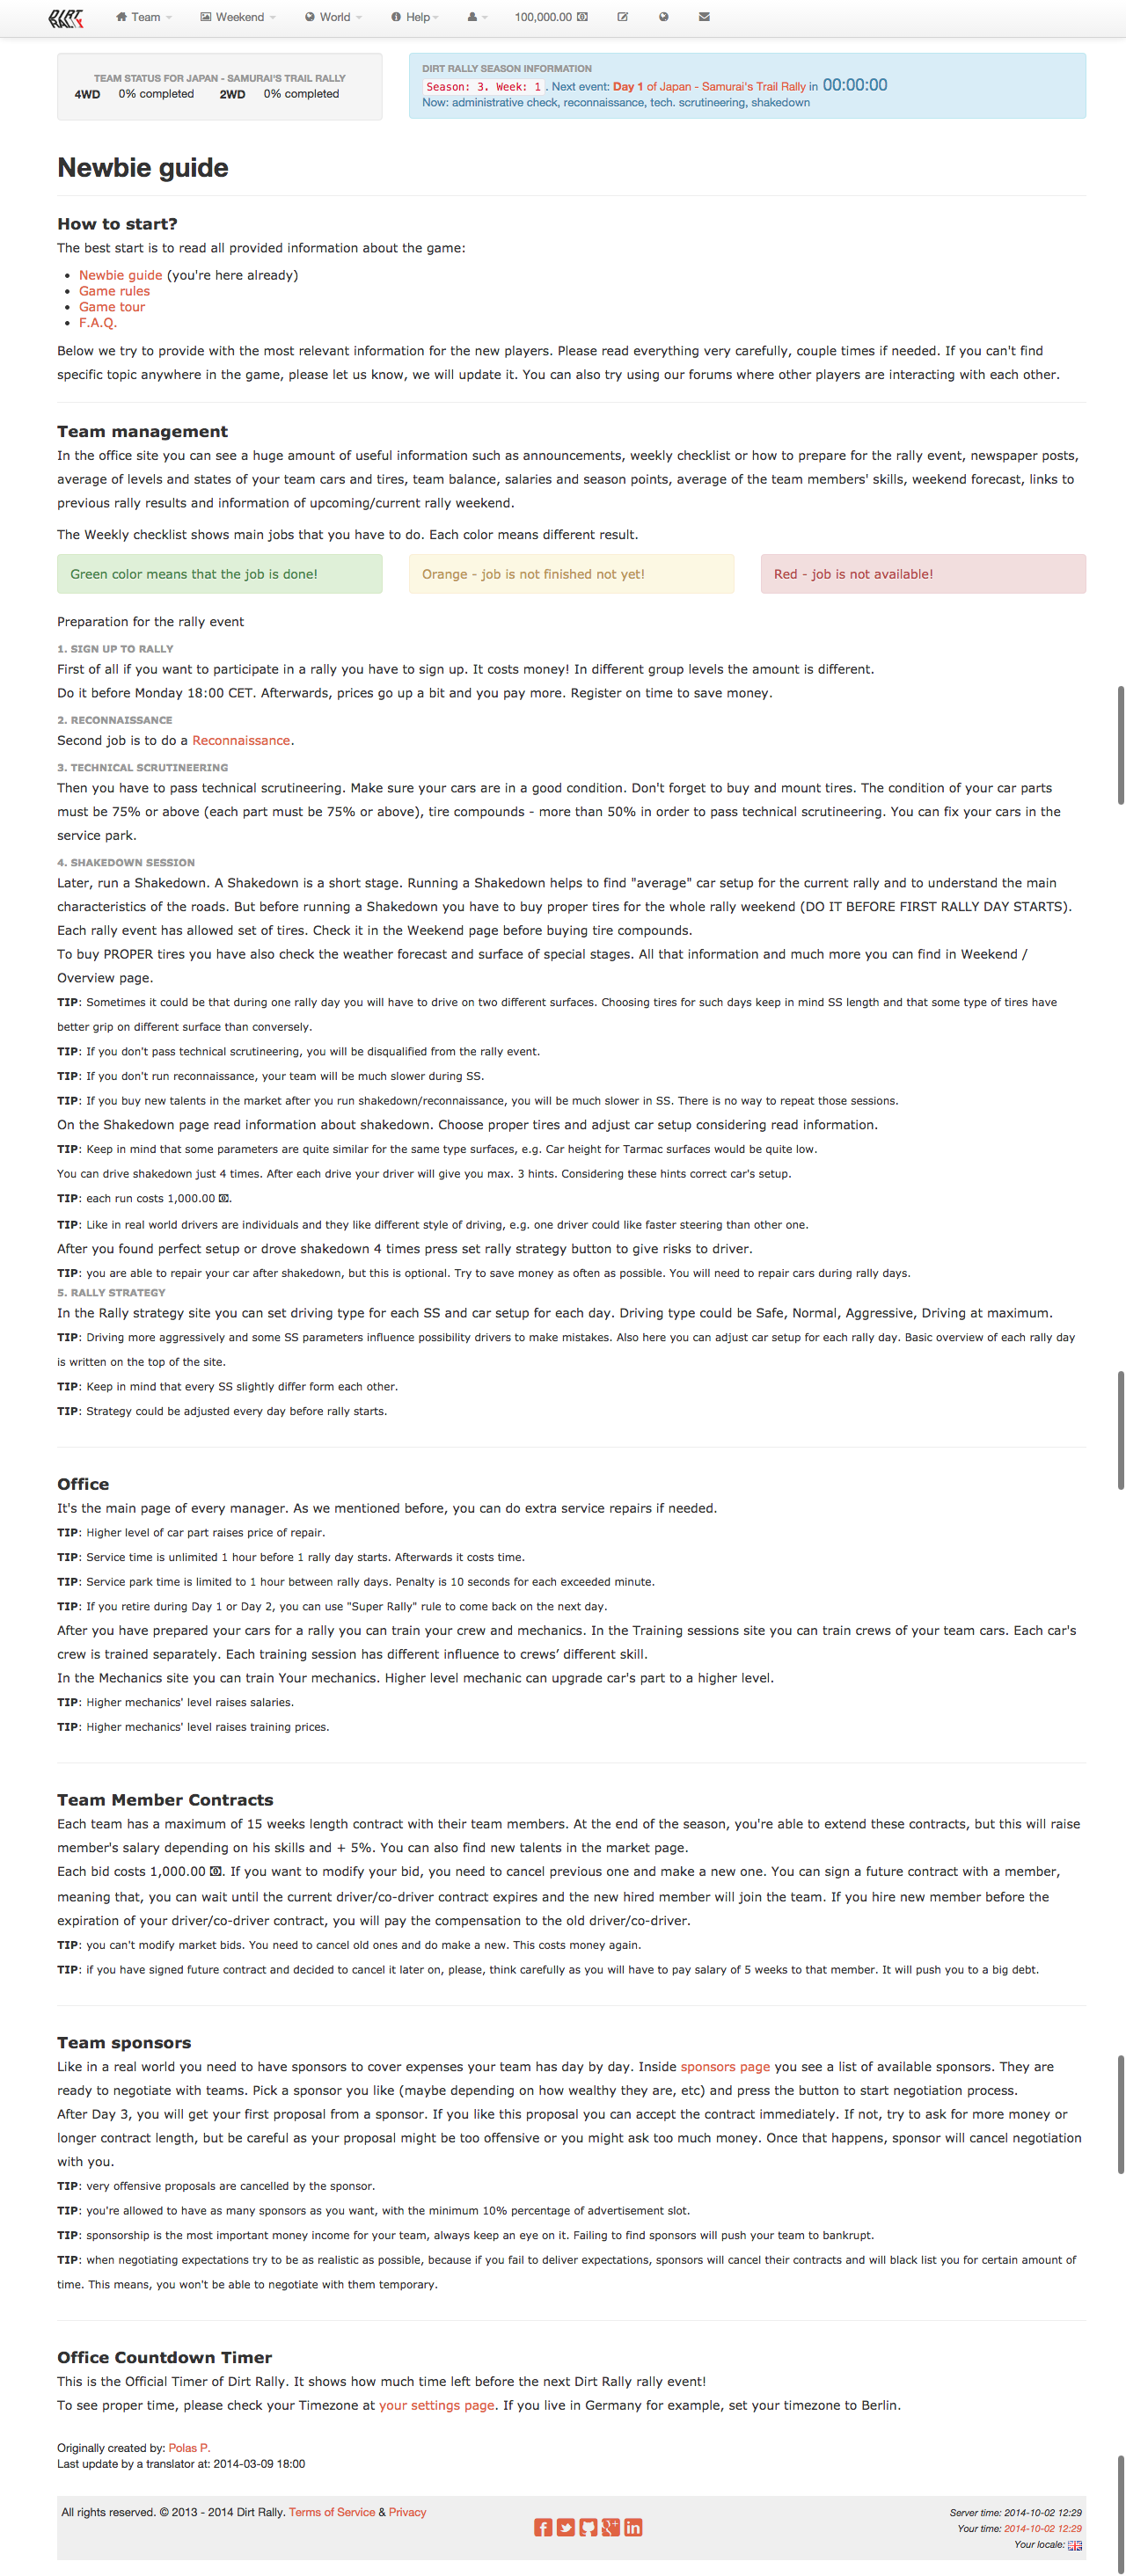 DIRT RALLY
Team
Weekend
World
Help
100,000.00
TEAM STATUS FOR JAPAN - SAMURAI'S TRAIL RALLY
4WD 0% completed 2WD 0% completed
DIRT RALLY SEASON INFORMATION
Season: 3. Week: 1. Next event: Day 1 of Japan - Samurai's Trail Rally in 00:00:00
Now: administrative check, reconnaissance, tech. scrutineering, shakedown
Newbie guide
How to start?
The best start is to read all provided information about the game:
• Newbie guide (you're here already)
• Game rules
• Game tour
• F.A.Q.
Below we try to provide with the most relevant information for the new players. Please read everything very carefully, couple times if needed. If you can't find
specific topic anywhere in the game, please let us know, we will update it. You can also try using our forums where other players are interacting with each other.
Team management
In the office site you can see a huge amount of useful information such as announcements, weekly checklist or how to prepare for the rally event, newspaper posts,
average of levels and states of your team cars and tires, team balance, salaries and season points, average of the team members' skills, weekend forecast, links to
previous rally results and information of upcoming/current rally weekend.
The Weekly checklist shows main jobs that you have to do. Each color means different result.
Green color means that the job is done!
Orange - job is not finished not yet!
Red - job is not available!
Preparation for the rally event
1. SIGN UP TO RALLY
First of all if you want to participate in a rally you have to sign up. It costs money! In different group levels the amount is different.
Do it before Monday 18:00 CET. Afterwards, prices go up a bit and you pay more. Register on time to save money.
2. RECONNAISSANCE
Second job is to do a Reconnaissance.
3. TECHNICAL SCRUTINEERING
Then you have to pass technical scrutineering. Make sure your cars are in a good condition. Don't forget to buy and mount tires. The condition of your car parts
must be 75% or above (each part must be 75% or above), tire compounds - more than 50% in order to pass technical scrutineering. You can fix your cars in the
service park.
4. SHAKEDOWN SESSION
Later, run a Shakedown. A Shakedown is a short stage. Running a Shakedown helps to find "average" car setup for the current rally and to understand the main
characteristics of the roads. But before running a Shakedown you have to buy proper tires for the whole rally weekend (DO IT BEFORE FIRST RALLY DAY STARTS).
Each rally event has allowed set of tires. Check it in the Weekend page before buying tire compounds.
To buy PROPER tires you have also check the weather forecast and surface of special stages. All that information and much more you can find in Weekend /
Overview page.
TIP: Sometimes it could be that during one rally day you will have to drive on two different surfaces. Choosing tires for such days keep in mind SS length and that some type of tires have
better grip on different surface than conversely.
TIP: If you don't pass technical scrutineering, you will be disqualified from the rally event.
TIP: If you don't run reconnaissance, your team will be much slower during SS.
TIP: If you buy new talents in the market after you run shakedown/reconnaissance, you will be much slower in SS. There is no way to repeat those sessions.
On the Shakedown page read information about shakedown. Choose proper tires and adjust car setup considering read information.
TIP: Keep in mind that some parameters are quite similar for the same type surfaces, e.g. Car height for Tarmac surfaces would be quite low.
You can drive shakedown just 4 times. After each drive your driver will give you max. 3 hints. Considering these hints correct car's setup.
TIP: each run costs 1,000.00 .
TIP: Like in real world drivers are individuals and they like different style of driving, e.g. one driver could like faster steering than other one.
After you found perfect setup or drove shakedown 4 times press set rally strategy button to give risks to driver.
TIP: you are able to repair your car after shakedown, but this is optional. Try to save money as often as possible. You will need to repair cars during rally days.
5. RALLY STRATEGY
In the Rally strategy site you can set driving type for each SS and car setup for each day. Driving type could be Safe, Normal, Aggressive, Driving at maximum.
TIP: Driving more aggressively and some SS parameters influence possibility drivers to make mistakes. Also here you can adjust car setup for each rally day. Basic overview of each rally day
is written on the top of the site.
TIP: Keep in mind that every SS slightly differ form each other.
TIP: Strategy could be adjusted every day before rally starts.
Office
It's the main page of every manager. As we mentioned before, you can do extra service repairs if needed.
TIP: Higher level of car part raises price of repair.
TIP: Service time is unlimited 1 hour before 1 rally day starts. Afterwards it costs time.
TIP: Service park time is limited to 1 hour between rally days. Penalty is 10 seconds for each exceeded minute.
TIP: If you retire during Day 1 or Day 2, you can use "Super Rally" rule to come back on the next day.
After you have prepared your cars for a rally you can train your crew and mechanics. In the Training sessions site you can train crews of your team cars. Each car's
crew is trained separately. Each training session has different influence to crews’ different skill.
In the Mechanics site you can train Your mechanics. Higher level mechanic can upgrade car's part to a higher level.
TIP: Higher mechanics' level raises salaries.
TIP: Higher mechanics' level raises training prices.
Team Member Contracts
Each team has a maximum of 15 weeks length contract with their team members. At the end of the season, you're able to extend these contracts, but this will raise
member's salary depending on his skills and + 5%. You can also find new talents in the market page.
Each bid costs 1,000.00 . If you want to modify your bid, you need to cancel previous one and make a new one. You can sign a future contract with a member,
meaning that, you can wait until the current driver/co-driver contract expires and the new hired member will join the team. If you hire new member before the
expiration of your driver/co-driver contract, you will pay the compensation to the old driver/co-driver.
TIP: you can't modify market bids. You need to cancel old ones and do make a new. This costs money again.
TIP: if you have signed future contract and decided to cancel it later on, please, think carefully as you will have to pay salary of 5 weeks to that member. It will push you to a big debt.
Team sponsors
Like in a real world you need to have sponsors to cover expenses your team has day by day. Inside sponsors page you see a list of available sponsors. They are
ready to negotiate with teams. Pick a sponsor you like (maybe depending on how wealthy they are, etc) and press the button to start negotiation process.
After Day 3, you will get your first proposal from a sponsor. If you like this proposal you can accept the contract immediately. If not, try to ask for more money or
longer contract length, but be careful as your proposal might be too offensive or you might ask too much money. Once that happens, sponsor will cancel negotiation
with you.
TIP: very offensive proposals are cancelled by the sponsor.
TIP: you're allowed to have as many sponsors as you want, with the minimum 10% percentage of advertisement slot.
TIP: sponsorship is the most important money income for your team, always keep an eye on it. Failing to find sponsors will push your team to bankrupt.
TIP: when negotiating expectations try to be as realistic as possible, because if you fail to deliver expectations, sponsors will cancel their contracts and will black list you for certain amount of
time. This means, you won't be able to negotiate with them temporary.
Office Countdown Timer
This is the Official Timer of Dirt Rally. It shows how much time left before the next Dirt Rally rally event!
To see proper time, please check your Timezone at your settings page. If you live in Germany for example, set your timezone to Berlin.
Originally created by: Polas P.
Last update by a translator at: 2014-03-09 18:00
All rights reserved. © 2013 - 2014 Dirt Rally. Terms of Service & Privacy
Server time: 2014-10-02 12:29
Your time: 2014-10-02 12:29
Your locale: